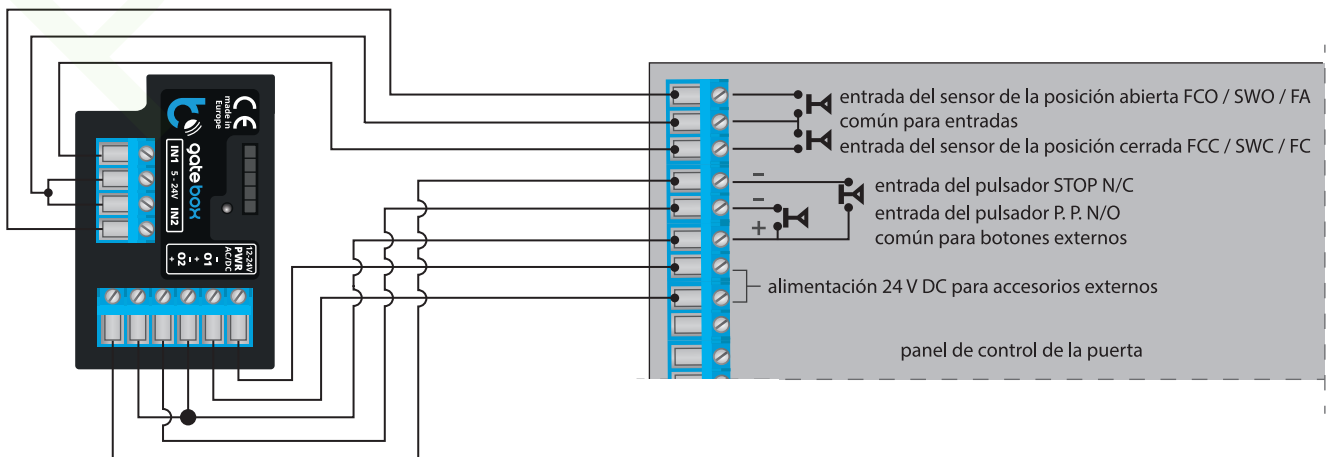 CE
made in
Europe
gatebox
IN1 5 - 24V IN2
12-24V
PWR
AC/DC
- O1 +
- O2 +
entrada del sensor de la posición abierta FCO / SWO / FA
común para entradas
entrada del sensor de la posición cerrada FCC / SWC / FC
-
entrada del pulsador STOP N/C
-
entrada del pulsador P. P. N/O
+
común para botones externos
alimentación 24 V DC para accesorios externos
panel de control de la puerta